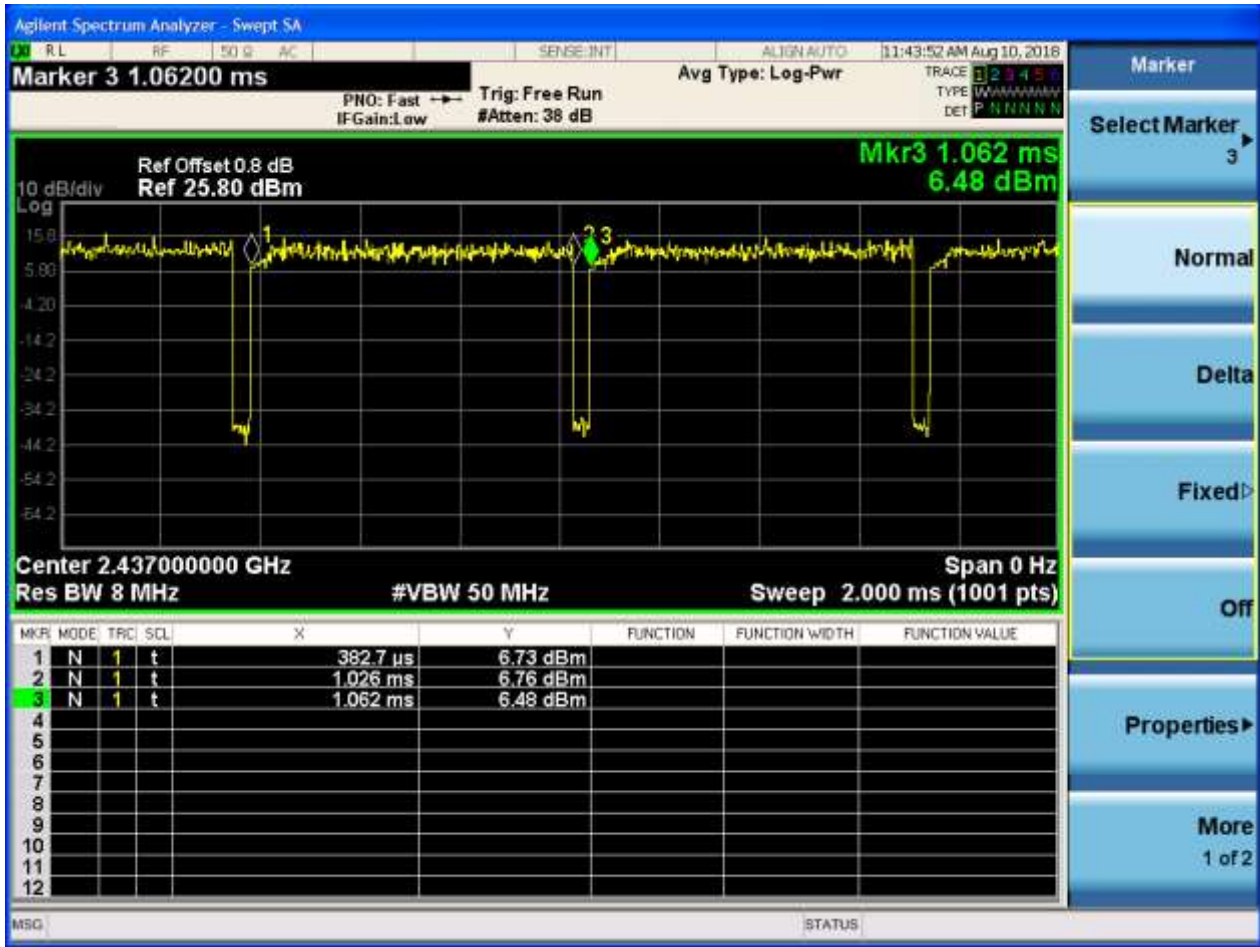 Agilent Spectrum Analyzer - Swept SA
LXI RL RF 50 Ω AC SENSE:INT ALIGN AUTO 11:43:52 AM Aug 10, 2018
Marker 3 1.06200 ms
PNO: Fast
IFGain:Low
Trig: Free Run
#Atten: 38 dB
Avg Type: Log-Pwr
TRACE 1 2 3 4 5 6
TYPE WWWWWW
DET P N N N N N
Mkr3 1.062 ms
6.48 dBm
Ref Offset 0.8 dB
10 dB/div Ref 25.80 dBm
Log
15.8
5.80
-4.20
-14.2
-24.2
-34.2
-44.2
-54.2
-64.2
1
2 3
Center 2.437000000 GHz Span 0 Hz
Res BW 8 MHz #VBW 50 MHz Sweep 2.000 ms (1001 pts)
MKR MODE TRC SCL X Y FUNCTION FUNCTION WIDTH FUNCTION VALUE
1 N 1 t 382.7 µs 6.73 dBm
2 N 1 t 1.026 ms 6.76 dBm
3 N 1 t 1.062 ms 6.48 dBm
4
5
6
7
8
9
10
11
12
MSG STATUS
Marker
Select Marker
3
Normal
Delta
Fixed
Off
Properties
More
1 of 2